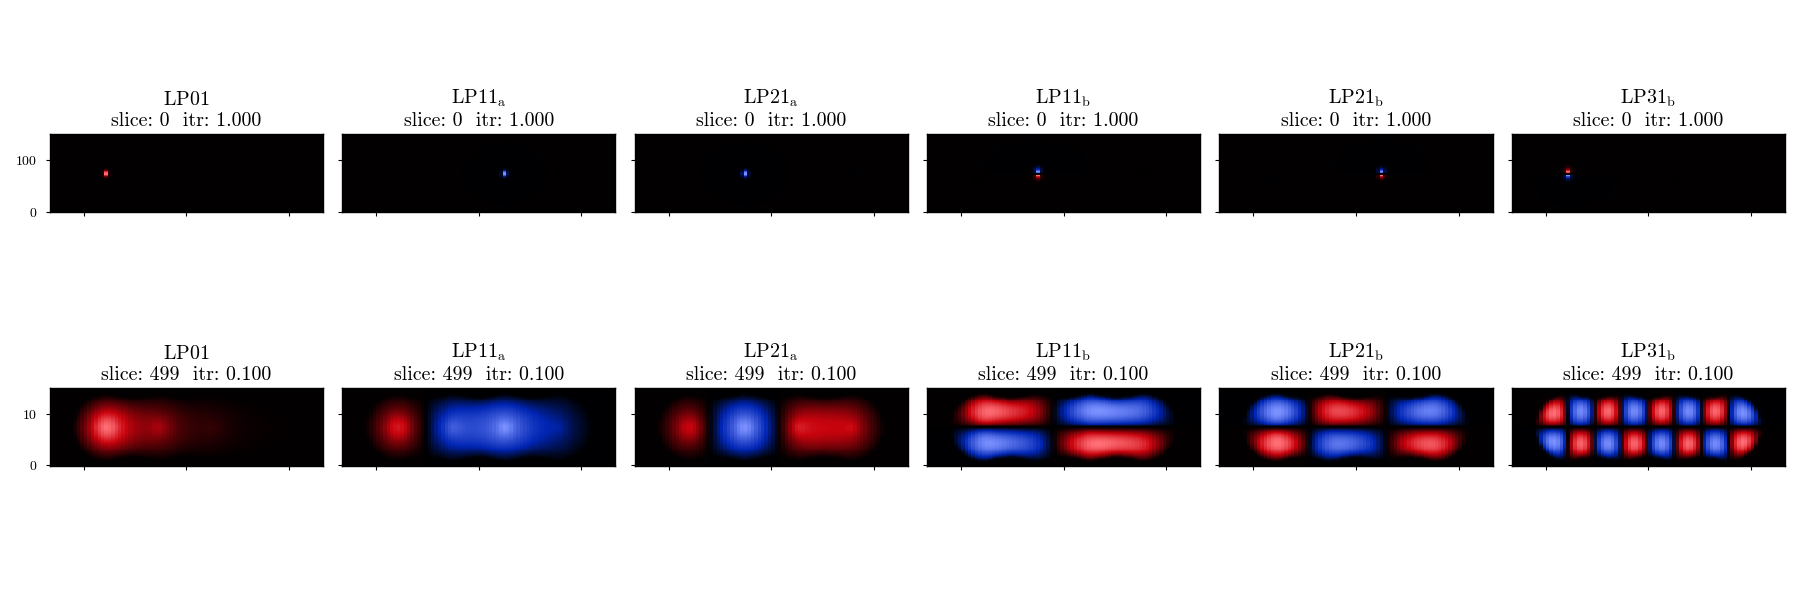 LP01 LP11a LP21a LP11b LP21b LP31b
slice: 0 itr: 1.000 slice: 0 itr: 1.000 slice: 0 itr: 1.000 slice: 0 itr: 1.000 slice: 0 itr: 1.000 slice: 0 itr: 1.000
100
0
LP01 LP11a LP21a LP11b LP21b LP31b
slice: 499 itr: 0.100 slice: 499 itr: 0.100 slice: 499 itr: 0.100 slice: 499 itr: 0.100 slice: 499 itr: 0.100 slice: 499 itr: 0.100
10
0